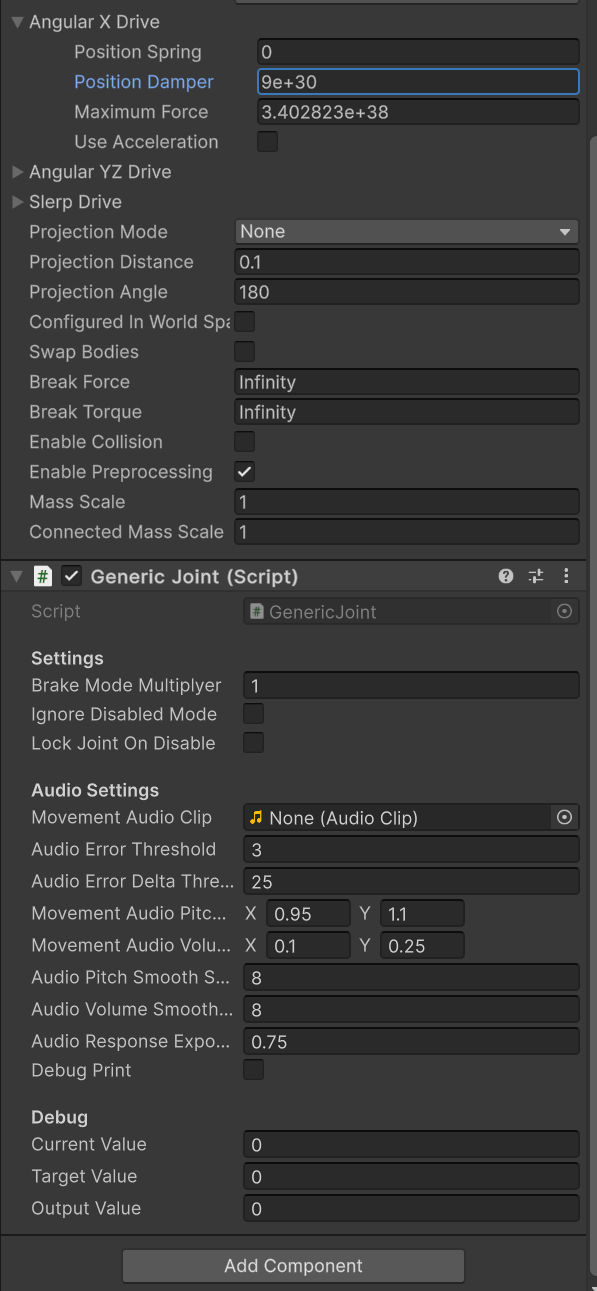 Angular X Drive
Position Spring 0
Position Damper 9e+30
Maximum Force 3.402823e+38
Use Acceleration
Angular YZ Drive
Slerp Drive
Projection Mode None
Projection Distance 0.1
Projection Angle 180
Configured In World Spa
Swap Bodies
Break Force Infinity
Break Torque Infinity
Enable Collision
Enable Preprocessing
Mass Scale 1
Connected Mass Scale 1
# Generic Joint (Script)
Script # GenericJoint
Settings
Brake Mode Multiplyer 1
Ignore Disabled Mode
Lock Joint On Disable
Audio Settings
Movement Audio Clip None (Audio Clip)
Audio Error Threshold 3
Audio Error Delta Thre... 25
Movement Audio Pitc... X 0.95 Y 1.1
Movement Audio Volu... X 0.1 Y 0.25
Audio Pitch Smooth S... 8
Audio Volume Smooth... 8
Audio Response Expo... 0.75
Debug Print
Debug
Current Value 0
Target Value 0
Output Value 0
Add Component